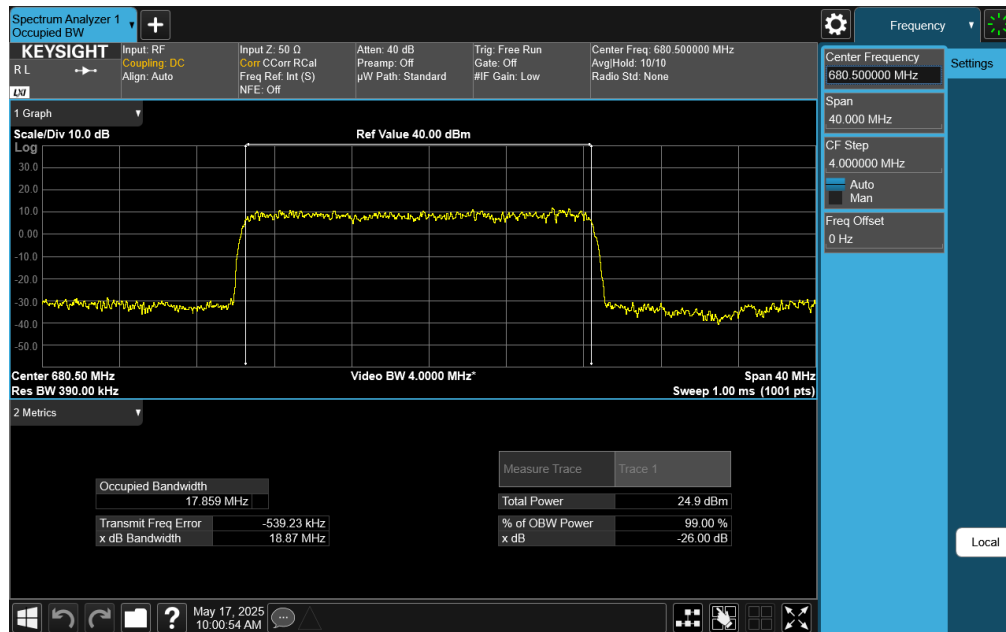 Spectrum Analyzer 1
Occupied BW
Frequency
KEYSIGHT
R L
LXI
Input: RF
Coupling: DC
Align: Auto
Input Z: 50 Ω
Corr CCorr RCal
Freq Ref: Int (S)
NFE: Off
Atten: 40 dB
Preamp: Off
µW Path: Standard
Trig: Free Run
Gate: Off
#IF Gain: Low
Center Freq: 680.500000 MHz
Avg|Hold: 10/10
Radio Std: None
Center Frequency
680.500000 MHz
Settings
Span
40.000 MHz
CF Step
4.000000 MHz
Auto
Man
Freq Offset
0 Hz
1 Graph
Scale/Div 10.0 dB
Ref Value 40.00 dBm
Log
30.0
20.0
10.0
0.00
-10.0
-20.0
-30.0
-40.0
-50.0
Center 680.50 MHz
Video BW 4.0000 MHz*
Span 40 MHz
Res BW 390.00 kHz
Sweep 1.00 ms (1001 pts)
2 Metrics
Measure Trace
Trace 1
Occupied Bandwidth
17.859 MHz
Total Power
24.9 dBm
Transmit Freq Error
-539.23 kHz
% of OBW Power
99.00 %
x dB Bandwidth
18.87 MHz
x dB
-26.00 dB
Local
?
May 17, 2025
10:00:54 AM